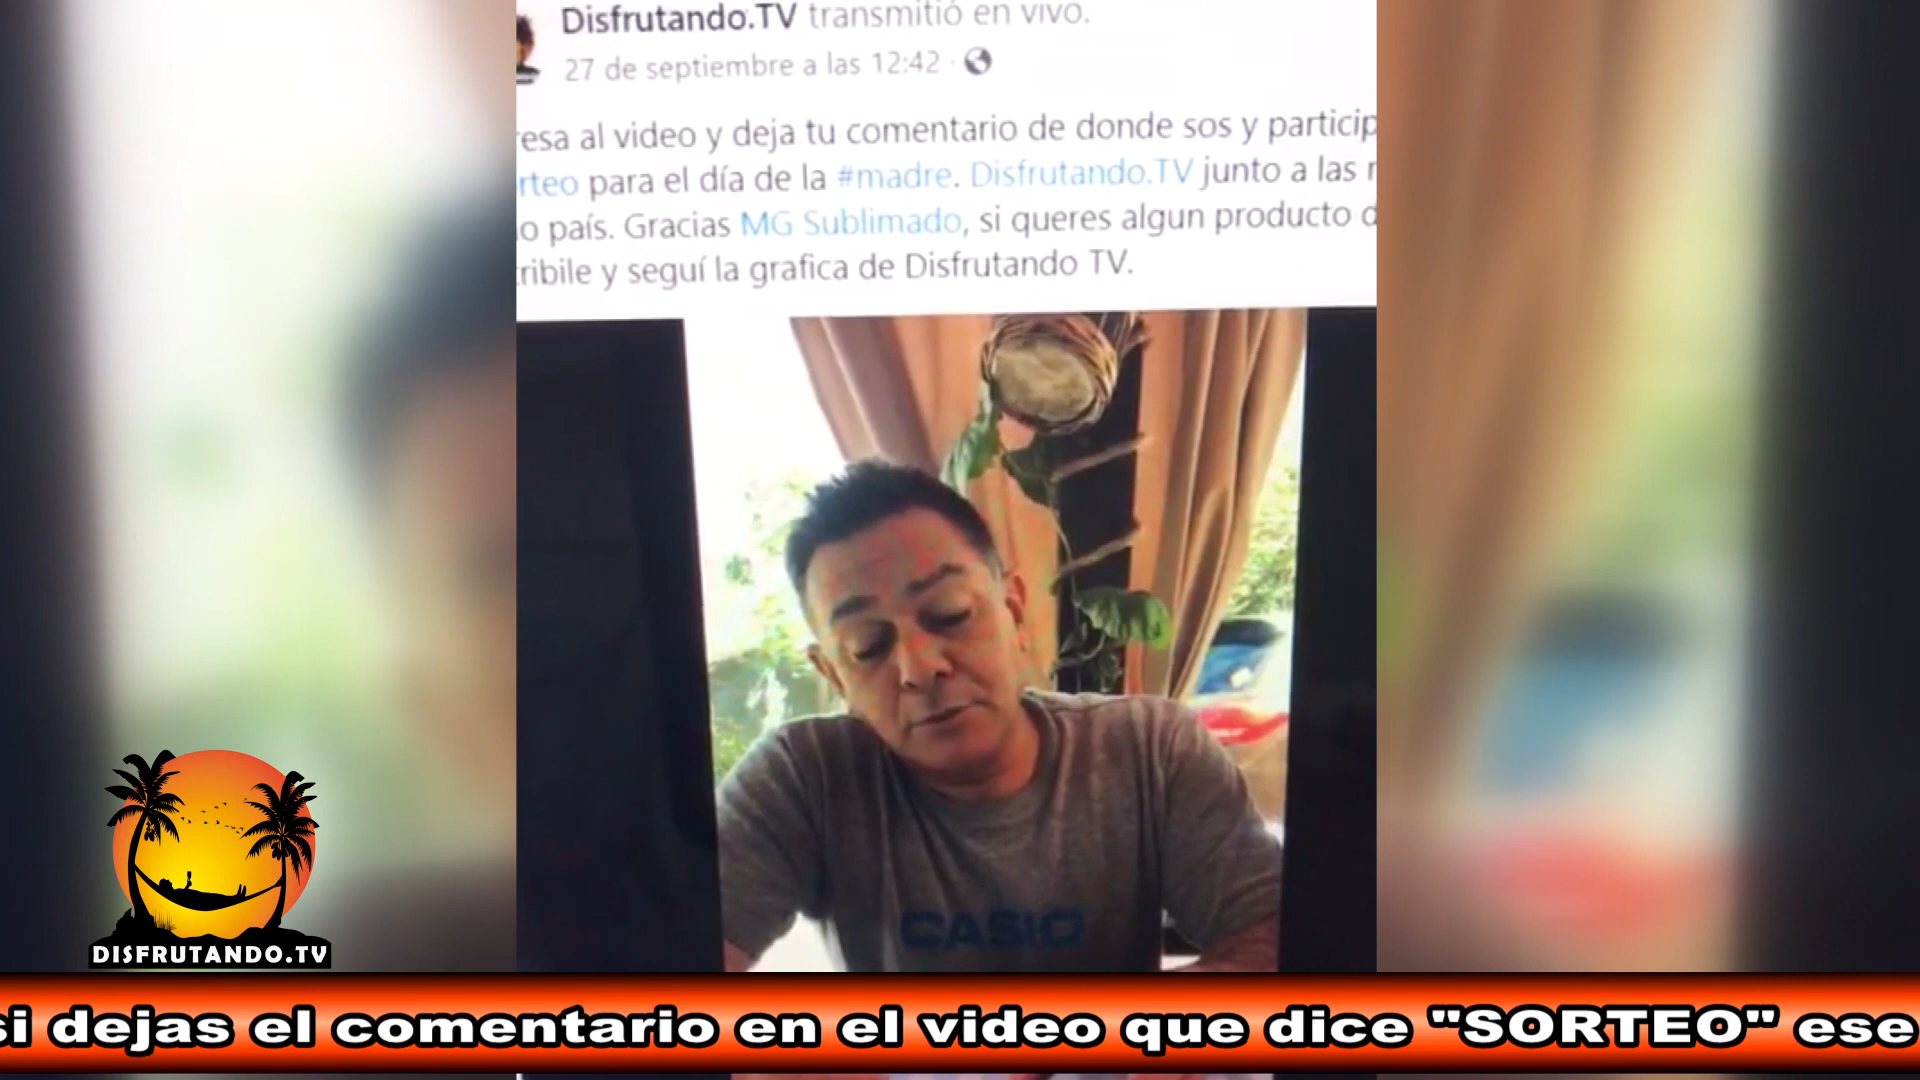 Disfrutando.TV transmitió en vivo.
27 de septiembre a las 12:42 ·
resa al video y deja tu comentario de donde sos y particip
rteo para el día de la #madre. Disfrutando.TV junto a las
o país. Gracias MG Sublimado, si queres algun producto d
ribile y seguí la grafica de Disfrutando TV.
CASIO
DISFRUTANDO.TV
si dejas el comentario en el video que dice "SORTEO" ese